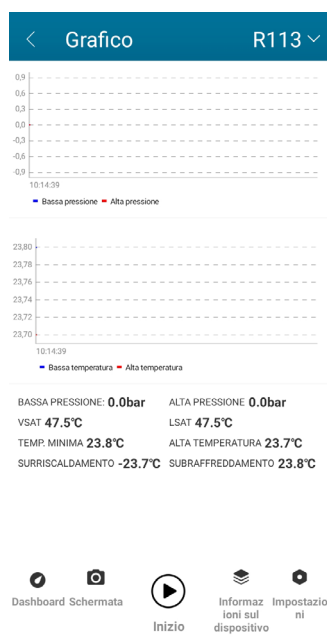 Grafico
R113
0,9
0,6
0,3
0,0
-0,3
-0,6
-0,9
10:14:39
Bassa pressione Alta pressione
23,80
23,78
23,76
23,74
23,72
23,70
10:14:39
Bassa temperatura Alta temperatura
BASSA PRESSIONE: 0.0bar ALTA PRESSIONE 0.0bar
VSAT 47.5℃ LSAT 47.5℃
TEMP. MINIMA 23.8℃ ALTA TEMPERATURA 23.7℃
SURRISCALDAMENTO -23.7℃ SUBRAFFREDDAMENTO 23.8℃
Dashboard
Schermata
Inizio
Informaz
ioni sul
dispositivo
Impostazio
ni